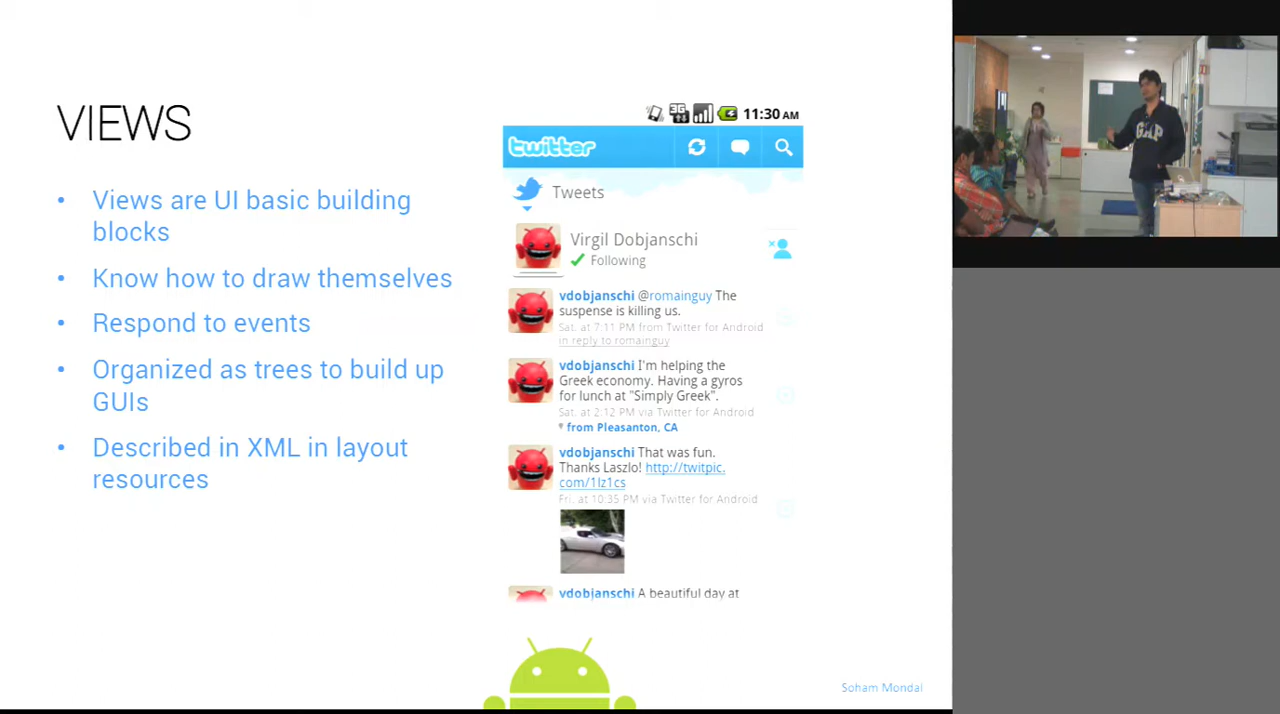 VIEWS
• Views are UI basic building
blocks
• Know how to draw themselves
• Respond to events
• Organized as trees to build up
GUIs
• Described in XML in layout
resources
3G 11:30 AM
twitter
Tweets
Virgil Dobjanschi
Following
vdobjanschi @romainguy The
suspense is killing us.
Sat. at 7:11 PM from Twitter for Android
in reply to romainguy
vdobjanschi I'm helping the
Greek economy. Having a gyros
for lunch at "Simply Greek".
Sat. at 2:12 PM via Twitter for Android
from Pleasanton, CA
vdobjanschi That was fun.
Thanks Laszlo! http://twitpic.
com/1lz1cs
Fri. at 10:35 PM via Twitter for Android
vdobjanschi A beautiful day at
Soham Mondal
GAP